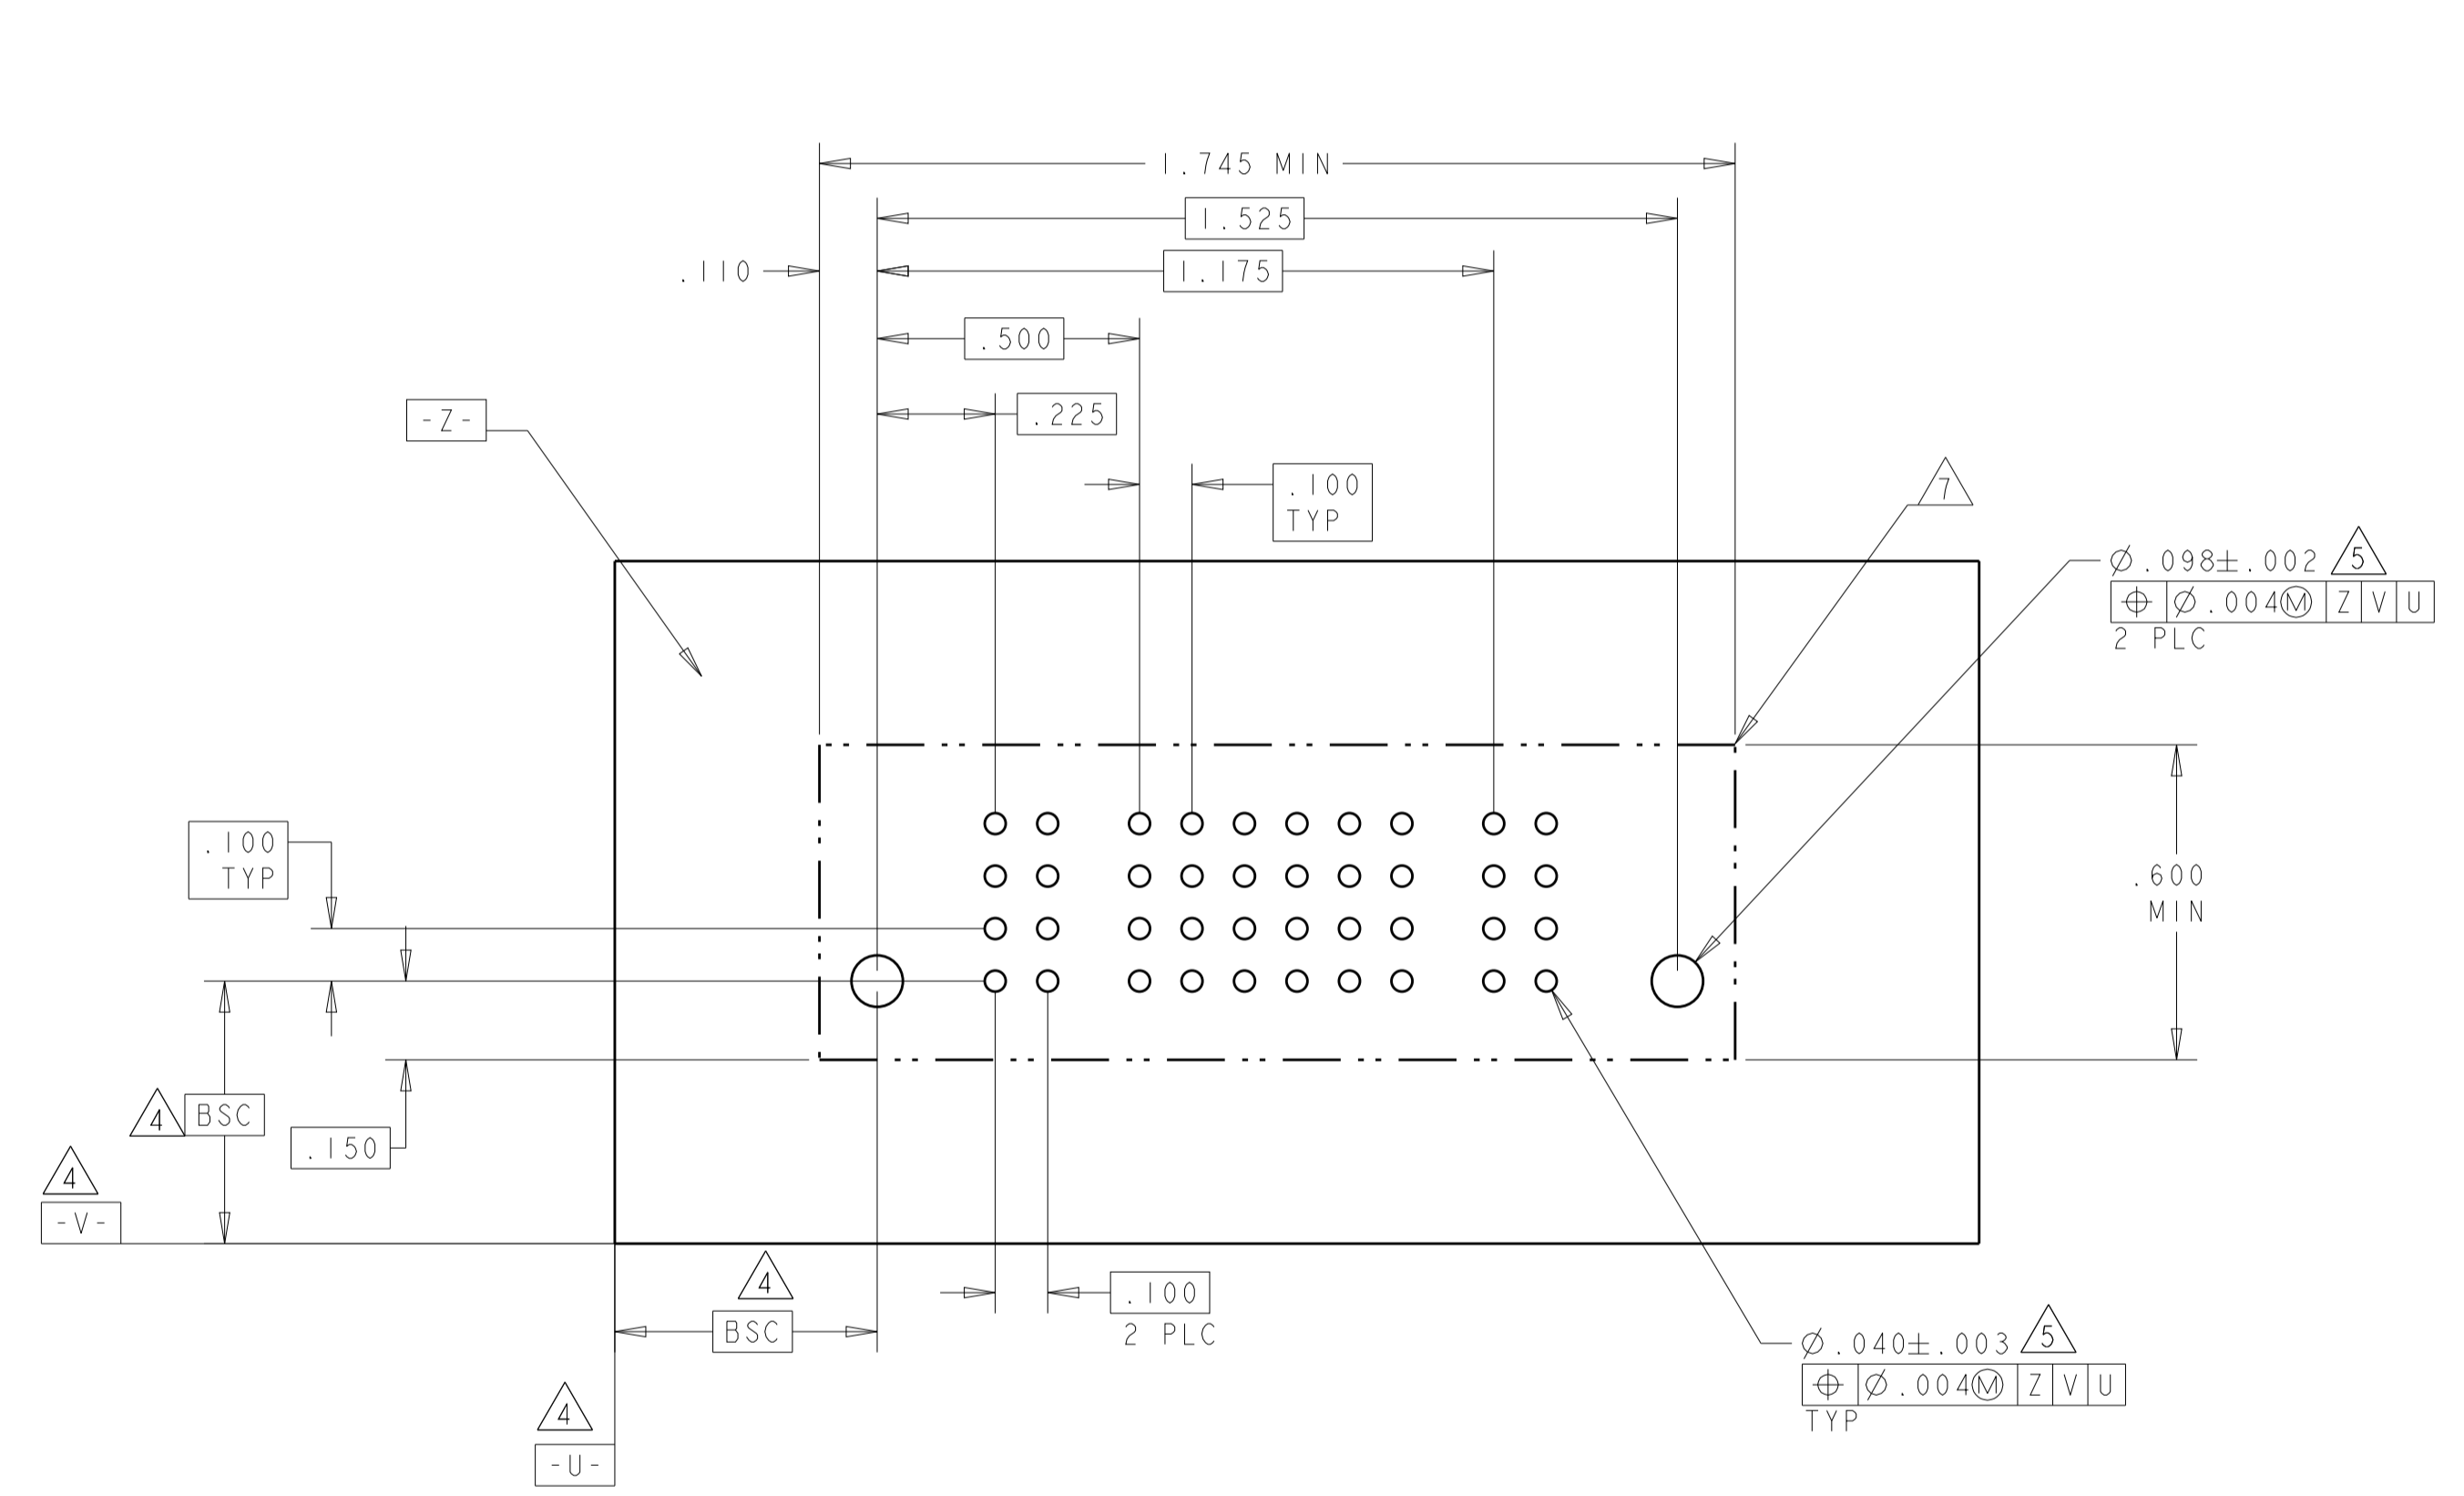 1.745 MIN
1.525
.110
1.175
.500
-Z-
.225
.100
TYP
7
⌀.098±.002 5
⌖ ⌀.004Ⓜ Z V U
2 PLC
.100
TYP
.600
MIN
4
BSC
.150
4
-V-
4
BSC
.100
2 PLC
⌀.040±.003 5
⌖ ⌀.004Ⓜ Z V U
TYP
4
-U-